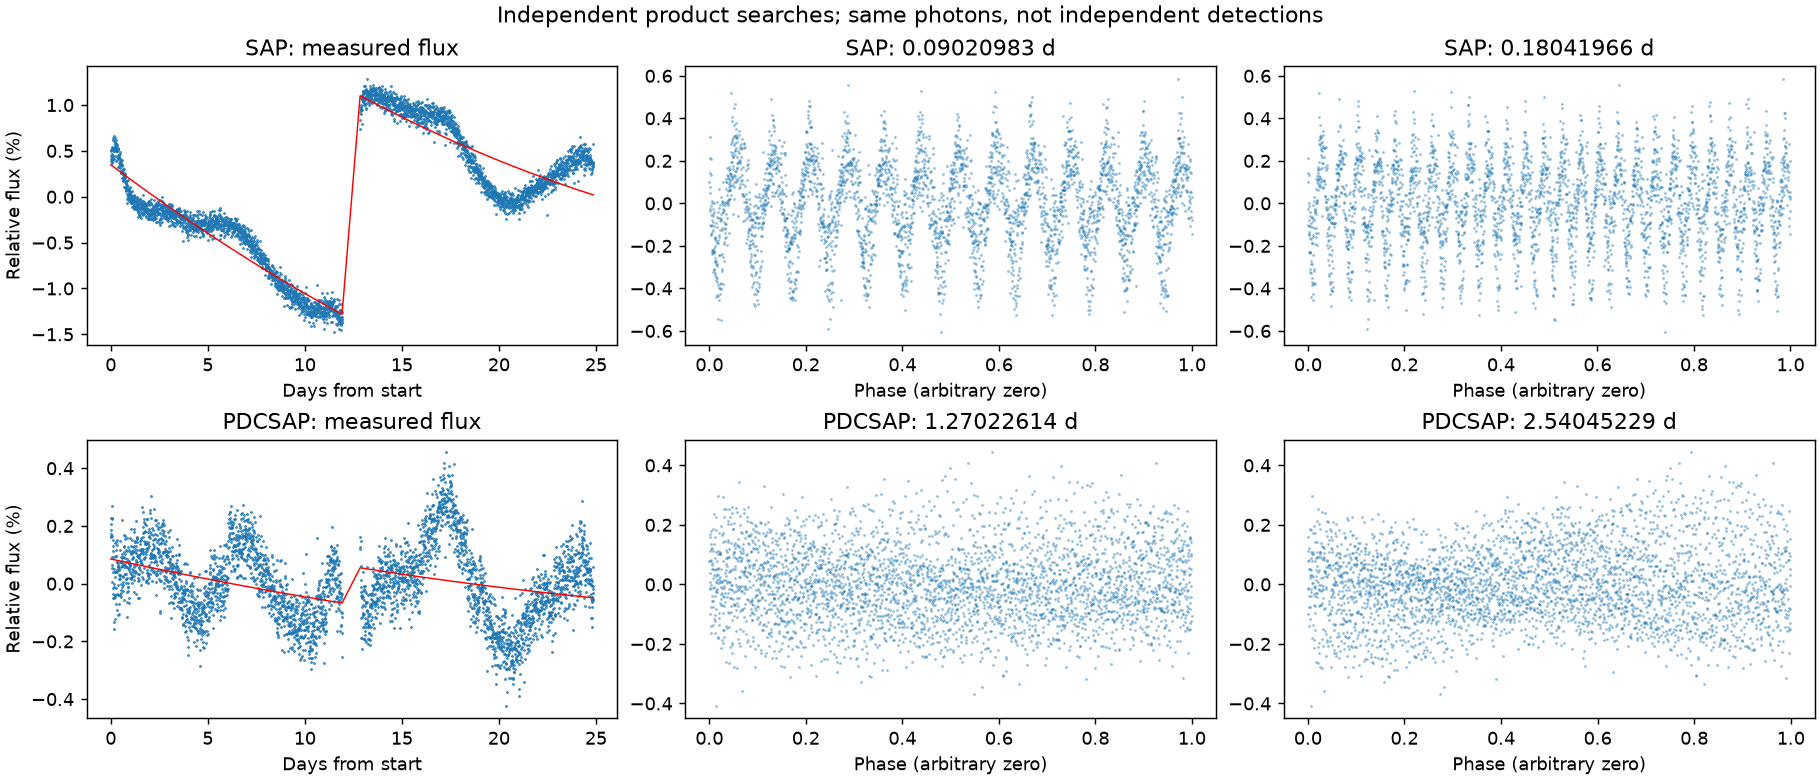 Independent product searches; same photons, not independent detections
SAP: measured flux
SAP: 0.09020983 d
SAP: 0.18041966 d
Relative flux (%)
1.0
0.5
0.0
−0.5
−1.0
−1.5
0 5 10 15 20 25
Days from start
0.6
0.4
0.2
0.0
−0.2
−0.4
−0.6
0.0 0.2 0.4 0.6 0.8 1.0
Phase (arbitrary zero)
0.6
0.4
0.2
0.0
−0.2
−0.4
−0.6
0.0 0.2 0.4 0.6 0.8 1.0
Phase (arbitrary zero)
PDCSAP: measured flux
PDCSAP: 1.27022614 d
PDCSAP: 2.54045229 d
Relative flux (%)
0.4
0.2
0.0
−0.2
−0.4
0 5 10 15 20 25
Days from start
0.4
0.2
0.0
−0.2
−0.4
0.0 0.2 0.4 0.6 0.8 1.0
Phase (arbitrary zero)
0.4
0.2
0.0
−0.2
−0.4
0.0 0.2 0.4 0.6 0.8 1.0
Phase (arbitrary zero)